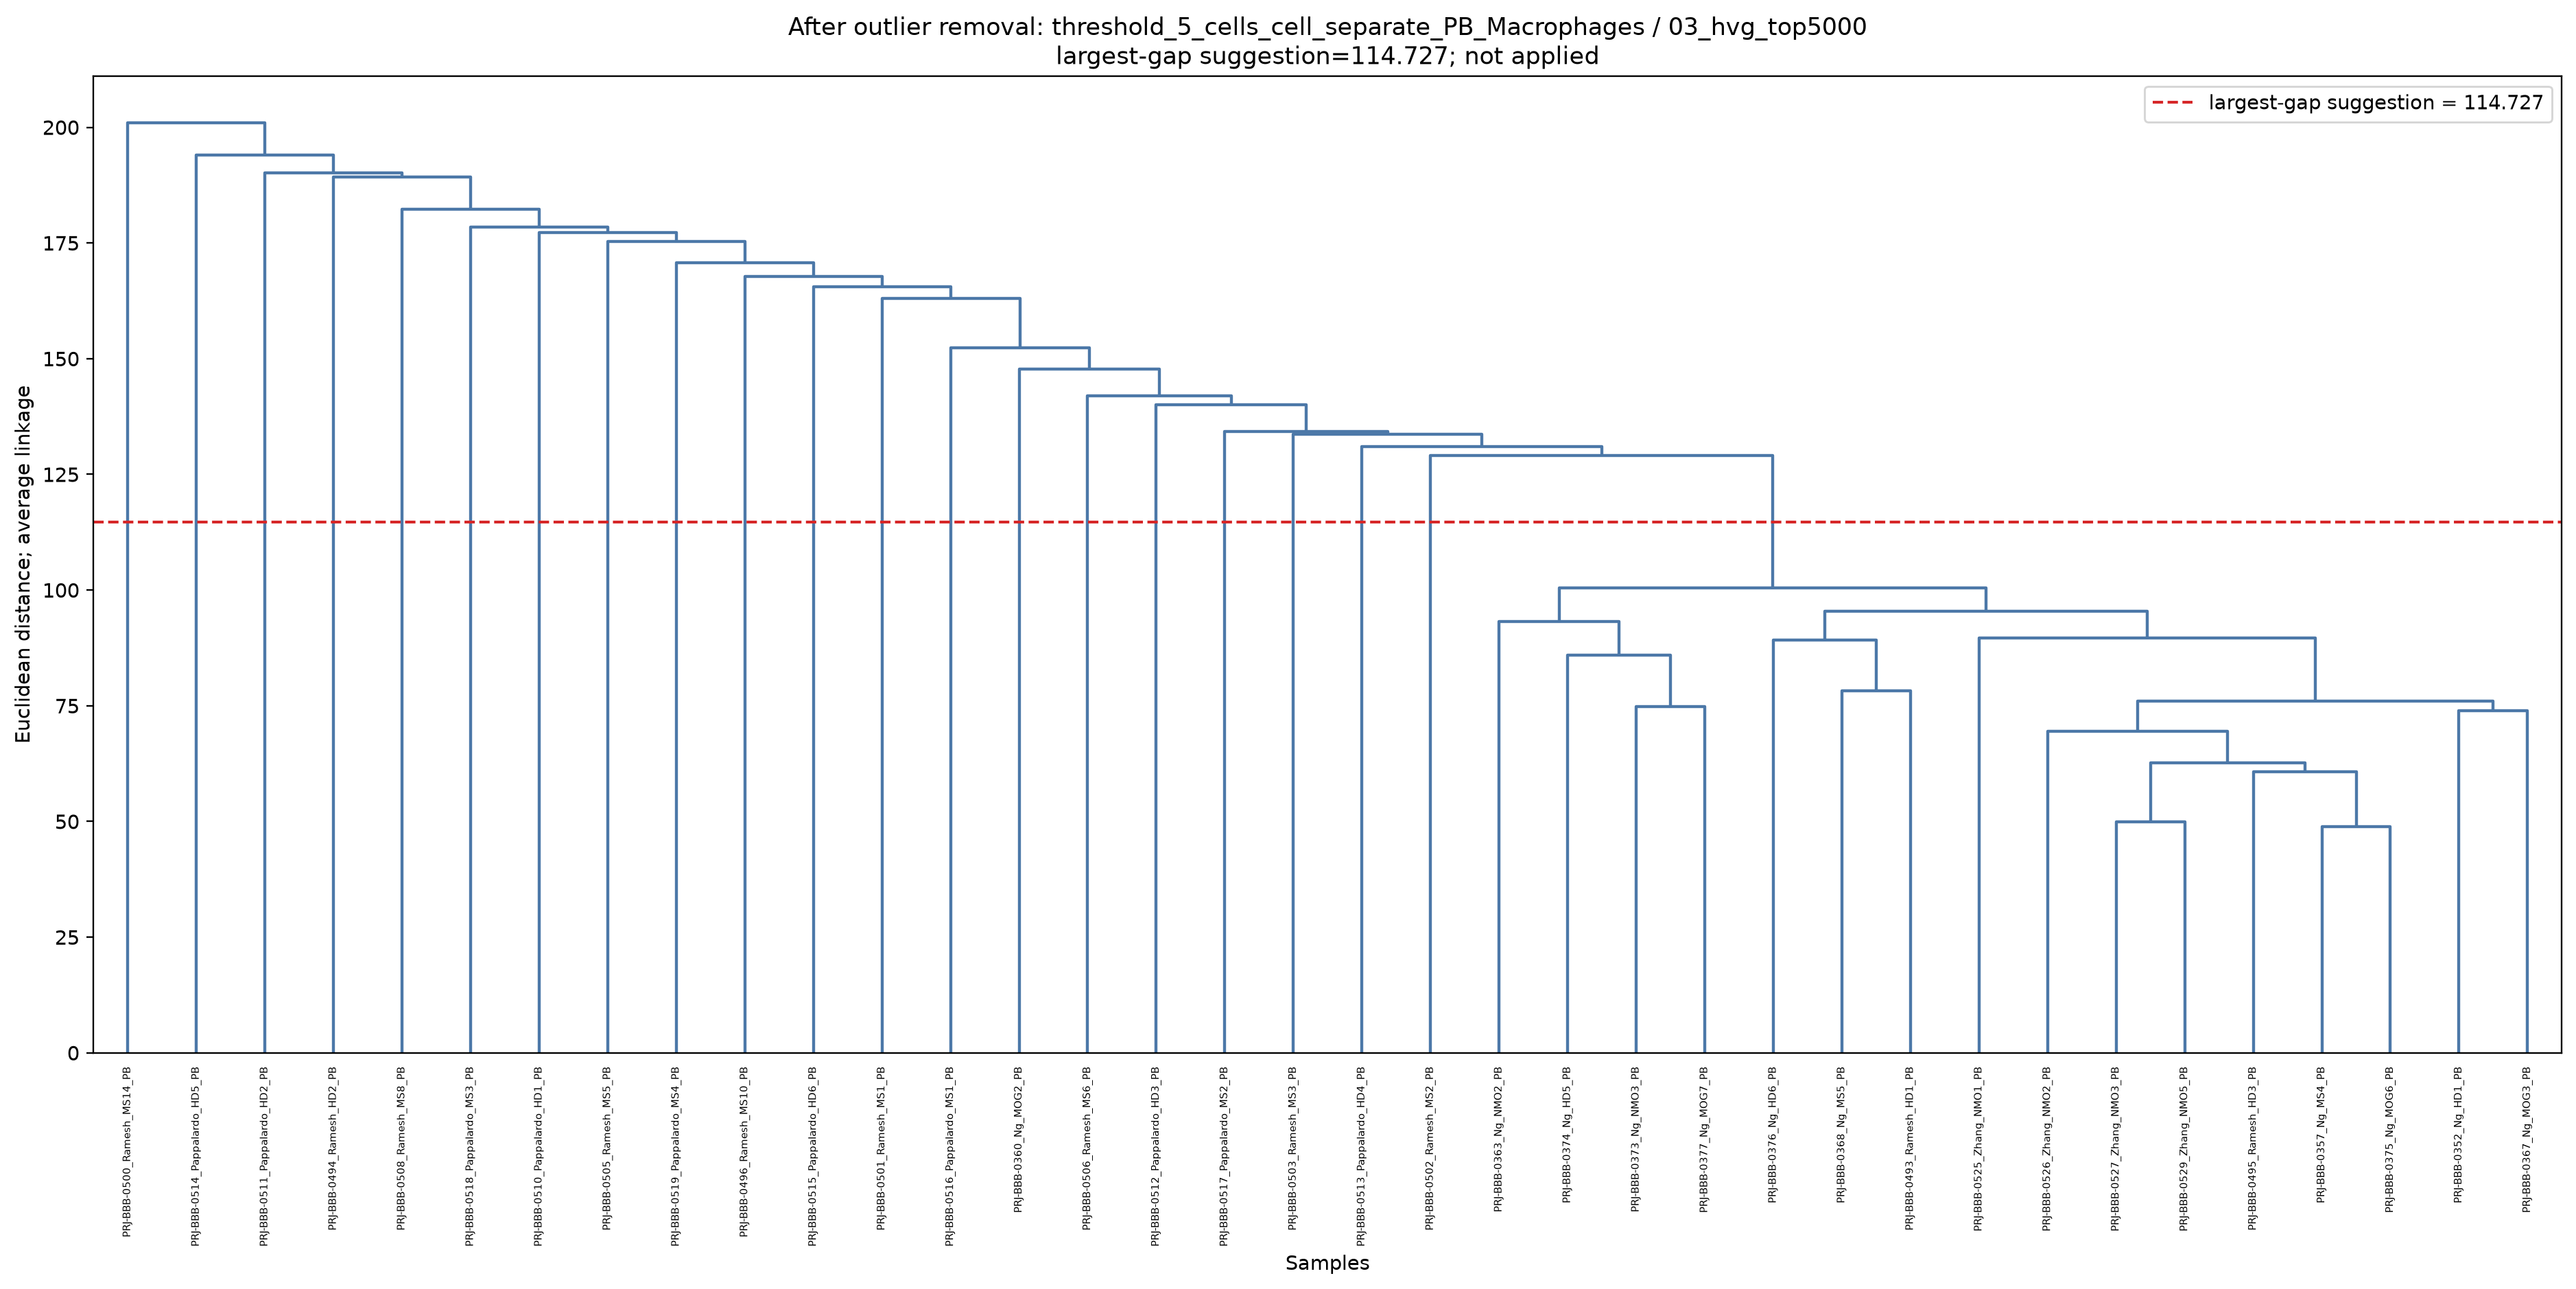 After outlier removal: threshold_5_cells_cell_separate_PB_Macrophages / 03_hvg_top5000
largest-gap suggestion=114.727; not applied
largest-gap suggestion = 114.727
Euclidean distance; average linkage
200
175
150
125
100
75
50
25
0
PRJ-BBB-0500_Ramesh_MS14_PB
PRJ-BBB-0514_Pappalardo_HD5_PB
PRJ-BBB-0511_Pappalardo_HD2_PB
PRJ-BBB-0494_Ramesh_HD2_PB
PRJ-BBB-0508_Ramesh_MS8_PB
PRJ-BBB-0518_Pappalardo_MS3_PB
PRJ-BBB-0510_Pappalardo_HD1_PB
PRJ-BBB-0505_Ramesh_MS5_PB
PRJ-BBB-0519_Pappalardo_MS4_PB
PRJ-BBB-0496_Ramesh_MS10_PB
PRJ-BBB-0515_Pappalardo_HD6_PB
PRJ-BBB-0501_Ramesh_MS1_PB
PRJ-BBB-0516_Pappalardo_MS1_PB
PRJ-BBB-0360_Ng_MOG2_PB
PRJ-BBB-0506_Ramesh_MS6_PB
PRJ-BBB-0512_Pappalardo_HD3_PB
PRJ-BBB-0517_Pappalardo_MS2_PB
PRJ-BBB-0503_Ramesh_MS3_PB
PRJ-BBB-0513_Pappalardo_HD4_PB
PRJ-BBB-0502_Ramesh_MS2_PB
PRJ-BBB-0363_Ng_NMO2_PB
PRJ-BBB-0374_Ng_HD5_PB
PRJ-BBB-0373_Ng_NMO3_PB
PRJ-BBB-0377_Ng_MOG7_PB
PRJ-BBB-0376_Ng_HD6_PB
PRJ-BBB-0368_Ng_MS5_PB
PRJ-BBB-0493_Ramesh_HD1_PB
PRJ-BBB-0525_Zhang_NMO1_PB
PRJ-BBB-0526_Zhang_NMO2_PB
PRJ-BBB-0527_Zhang_NMO3_PB
PRJ-BBB-0529_Zhang_NMO5_PB
PRJ-BBB-0495_Ramesh_HD3_PB
PRJ-BBB-0357_Ng_MS4_PB
PRJ-BBB-0375_Ng_MOG6_PB
PRJ-BBB-0352_Ng_HD1_PB
PRJ-BBB-0367_Ng_MOG3_PB
Samples